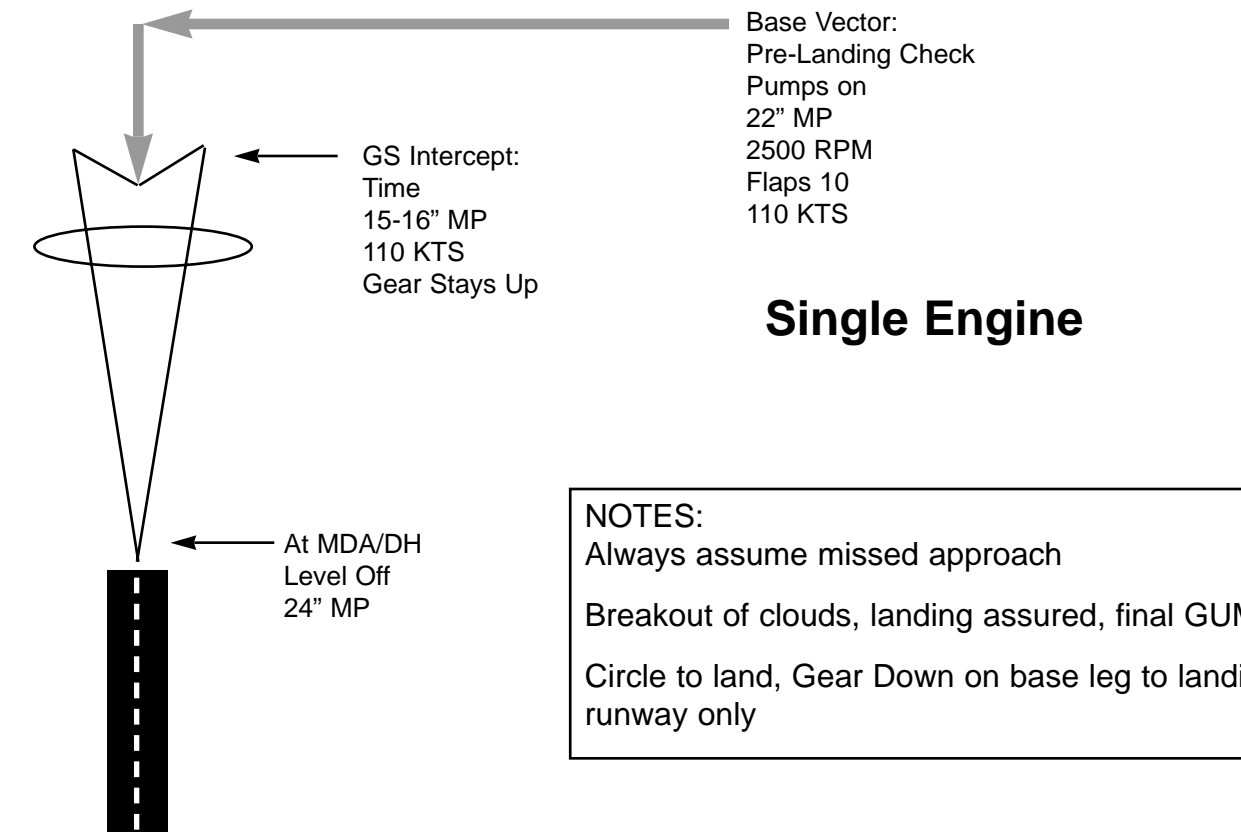 Base Vector:
Pre-Landing Check
Pumps on
22” MP
2500 RPM
Flaps 10
110 KTS
GS Intercept:
Time
15-16” MP
110 KTS
Gear Stays Up
Single Engine
At MDA/DH
Level Off
24” MP
NOTES:
Always assume missed approach
Breakout of clouds, landing assured, final
Circle to land, Gear Down on base leg to
runway only